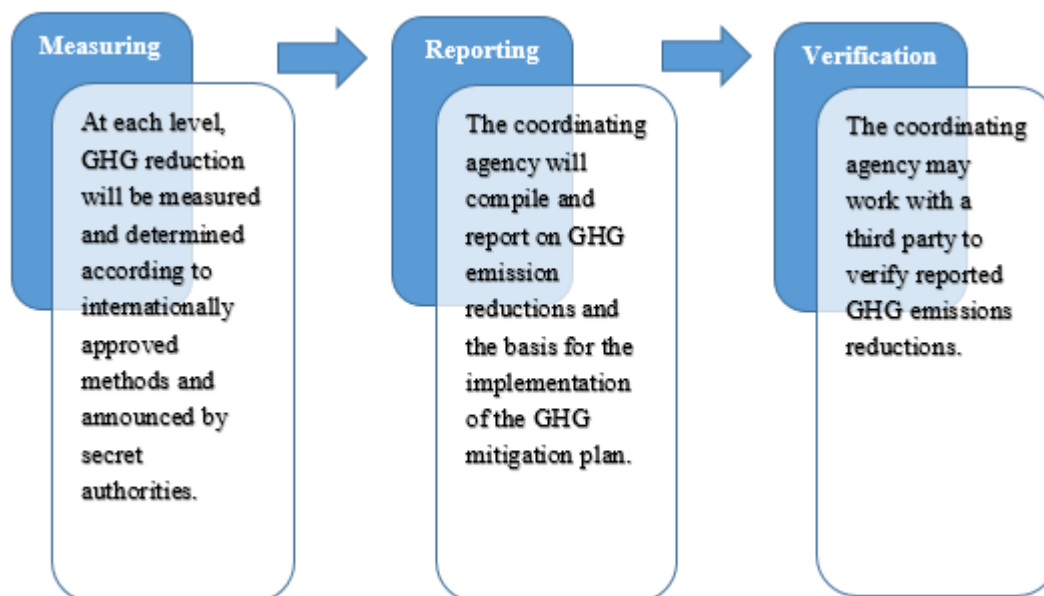 Measuring
At each level,
GHG reduction
will be measured
and determined
according to
internationally
approved
methods and
announced by
secret
authorities.
Reporting
The coordinating
agency will
compile and
report on GHG
emission
reductions and
the basis for the
implementation
of the GHG
mitigation plan.
Verification
The coordinating
agency may
work with a
third party to
verify reported
GHG emissions
reductions.